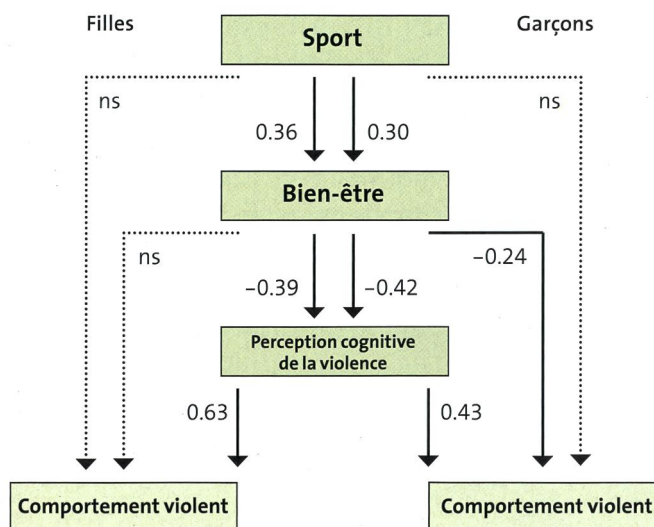 Filles
Sport
Garçons
ns
ns
0.36
0.30
Bien-être
ns
−0.24
−0.39
−0.42
Perception cognitive
de la violence
0.63
0.43
Comportement violent
Comportement violent